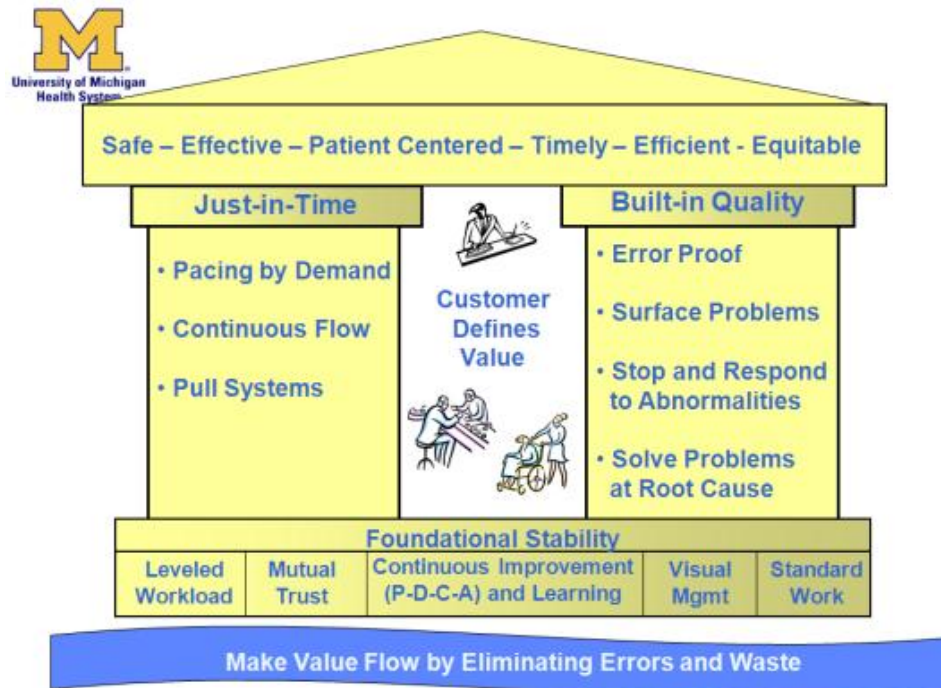 M
University of Michigan
Health System
Safe – Effective – Patient Centered – Timely – Efficient - Equitable
Just-in-Time
• Pacing by Demand
• Continuous Flow
• Pull Systems
Customer
Defines
Value
Built-in Quality
• Error Proof
• Surface Problems
• Stop and Respond
to Abnormalities
• Solve Problems
at Root Cause
Foundational Stability
Leveled
Workload
Mutual
Trust
Continuous Improvement
(P-D-C-A) and Learning
Visual
Mgmt
Standard
Work
Make Value Flow by Eliminating Errors and Waste